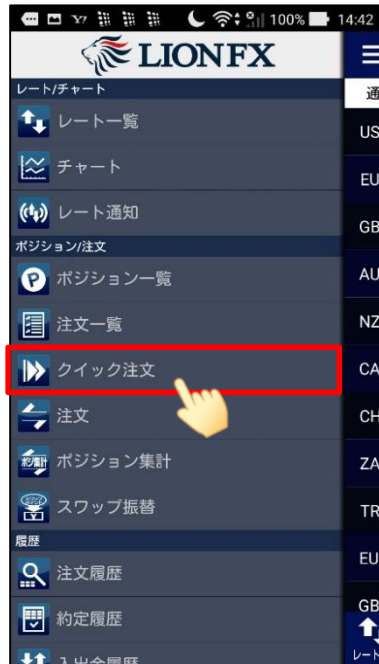 100% 14:42
LIONFX
レート/チャート
通
レート一覧
US
チャート
EU
レート通知
GB
ポジション/注文
ポジション一覧
AU
注文一覧
NZ
クイック注文
CA
注文
CH
ポジション集計
ZA
スワップ振替
TR
履歴
注文履歴
EU
約定履歴
GB
入出金履歴
レート